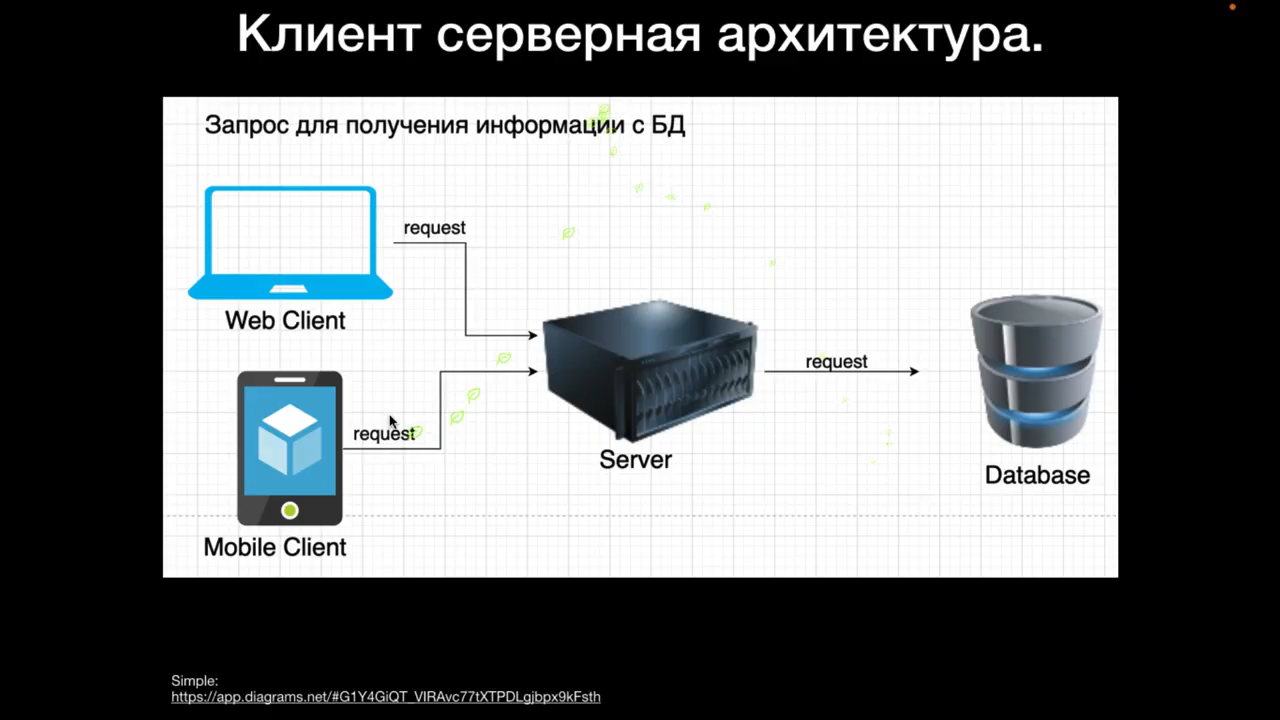 Клиент серверная архитектура.
Запрос для получения информации с БД
request
Web Client
request
request
Server
Database
Mobile Client
Simple:
https://app.diagrams.net/#G1Y4GiQT_VIRAvc77tXTPDLgjbpx9kFsth